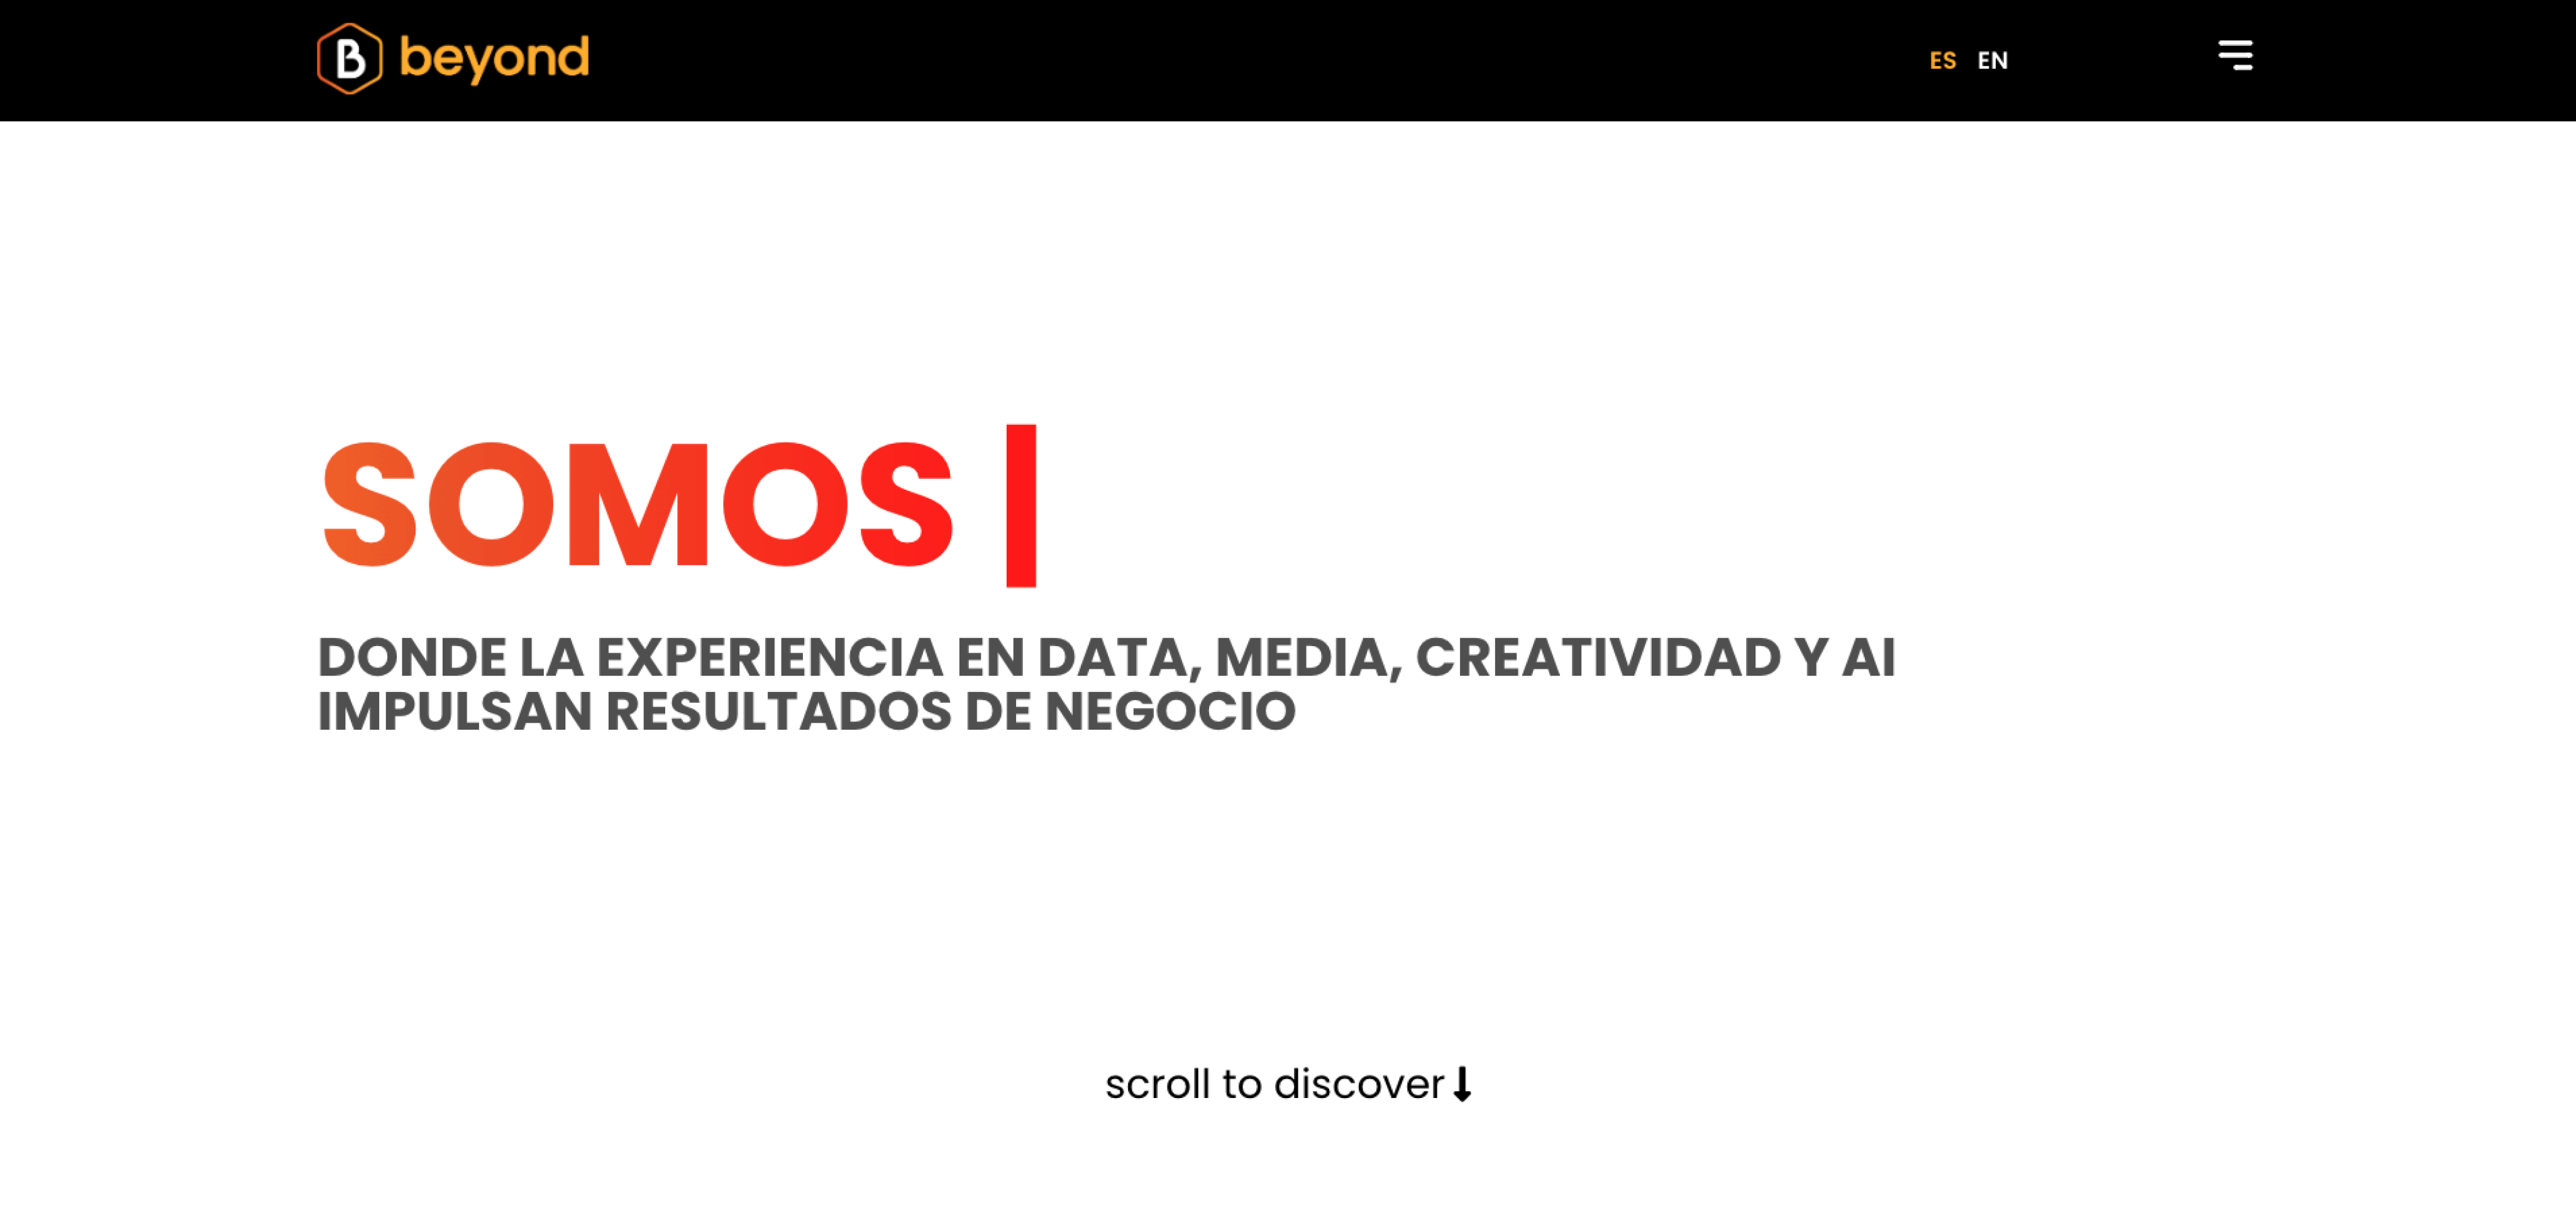 B beyond
ES EN
SOMOS |
DONDE LA EXPERIENCIA EN DATA, MEDIA, CREATIVIDAD Y AI
IMPULSAN RESULTADOS DE NEGOCIO
scroll to discover